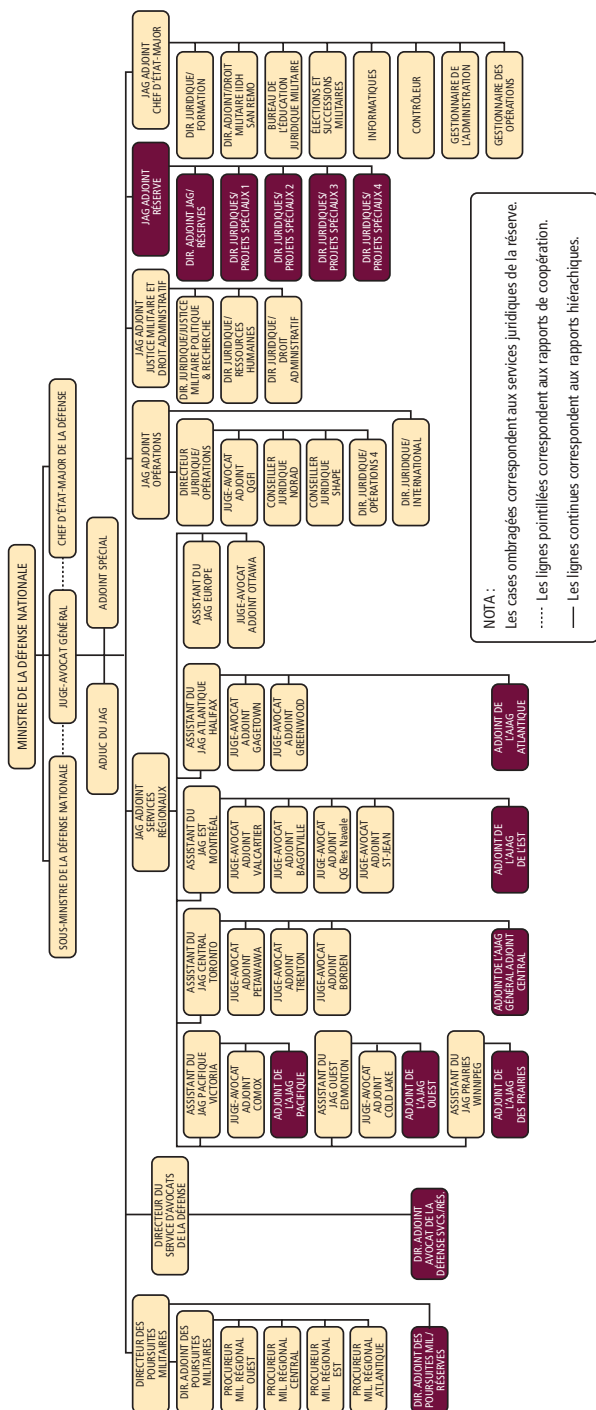 MINISTRE DE LA DÉFENSE NATIONALE
SOUS-MINISTRE DE LA DÉFENSE NATIONALE
JUGE-AVOCAT GÉNÉRAL
CHEF D'ÉTAT-MAJOR DE LA DÉFENSE
ADJUC DU JAG
ADJOINT SPÉCIAL
DIRECTEUR DES
POURSUITES
MILITAIRES
DIR. ADJOINT DES
POURSUITES
MILITAIRES
PROCUREUR
MIL. RÉGIONAL
OUEST
PROCUREUR
MIL. RÉGIONAL
CENTRAL
PROCUREUR
MIL. RÉGIONAL
EST
PROCUREUR
MIL. RÉGIONAL
ATLANTIQUE
DIR. ADJOINT DES
POURSUITES MIL/
RÉSERVES
DIRECTEUR DU
SERVICE D'AVOCATS
DE LA DÉFENSE
DIR. ADJOINT
AVOCAT DE LA
DÉFENSE SVCS./RÉS.
JAG ADJOINT
SERVICES
RÉGIONAUX
ASSISTANT DU
JAG PACIFIQUE
VICTORIA
JUGE-AVOCAT
ADJOINT
COMOX
ADJOINT DE
L'AJAG
PACIFIQUE
ASSISTANT DU
JAG OUEST
EDMONTON
JUGE-AVOCAT
ADJOINT
COLD LAKE
ADJOINT DE
L'AJAG
OUEST
ASSISTANT DU
JAG PRAIRIES
WINNIPEG
ADJOINT DE
L'AJAG
DES PRAIRIES
ASSISTANT DU
JAG CENTRAL
TORONTO
JUGE-AVOCAT
ADJOINT
PETAWAWA
JUGE-AVOCAT
ADJOINT
TRENTON
JUGE-AVOCAT
ADJOINT
BORDEN
ADJOINT DE L'AJAG
GÉNÉRAL ADJOINT
CENTRAL
ASSISTANT DU
JAG EST
MONTRÉAL
JUGE-AVOCAT
ADJOINT
VALCARTIER
JUGE-AVOCAT
ADJOINT
BAGOTVILLE
JUGE-AVOCAT
ADJOINT
QG Res Navale
JUGE-AVOCAT
ADJOINT
ST-JEAN
ADJOINT DE
L'AJAG
DE L'EST
ASSISTANT DU
JAG ATLANTIQUE
HALIFAX
JUGE-AVOCAT
ADJOINT
GAGETOWN
JUGE-AVOCAT
ADJOINT
GREENWOOD
ADJOINT DE
L'AJAG
ATLANTIQUE
ASSISTANT DU
JAG EUROPE
JUGE-AVOCAT
ADJOINT OTTAWA
JAG ADJOINT
OPÉRATIONS
DIRECTEUR
JURIDIQUE/
OPÉRATIONS
JUGE-AVOCAT
ADJOINT
QGFI
CONSEILLER
JURIDIQUE
NORAD
CONSEILLER
JURIDIQUE
SHAPE
DIR. JURIDIQUE/
OPÉRATIONS 4
DIR. JURIDIQUE/
INTERNATIONAL
JAG ADJOINT
JUSTICE MILITAIRE ET
DROIT ADMINISTRATIF
DIR. JURIDIQUE/JUSTICE
MILITAIRE POLITIQUE
& RECHERCHE
DIR. JURIDIQUE/
RESSOURCES
HUMAINES
DIR. JURIDIQUE/
DROIT
ADMINISTRATIF
JAG ADJOINT
RÉSERVE
DIR. ADJOINT JAG/
RÉSERVES
DIR. JURIDIQUES/
PROJETS SPÉCIAUX 1
DIR. JURIDIQUES/
PROJETS SPÉCIAUX 2
DIR. JURIDIQUES/
PROJETS SPÉCIAUX 3
DIR. JURIDIQUES/
PROJETS SPÉCIAUX 4
JAG ADJOINT
CHEF D'ÉTAT-MAJOR
DIR. JURIDIQUE/
FORMATION
DIR. ADJOINT/DROIT
MILITAIRE IIDH
SAN REMO
BUREAU DE
L'ÉDUCATION
JURIDIQUE MILITAIRE
ÉLECTIONS ET
SUCCESSIONS
MILITAIRES
INFORMATIQUES
CONTRÔLEUR
GESTIONNAIRE DE
L'ADMINISTRATION
GESTIONNAIRE DES
OPÉRATIONS
NOTA :
Les cases ombragées correspondent aux services juridiques de la réserve.
...... Les lignes pointillées correspondent aux rapports de coopération.
— Les lignes continues correspondent aux rapports hiérachiques.